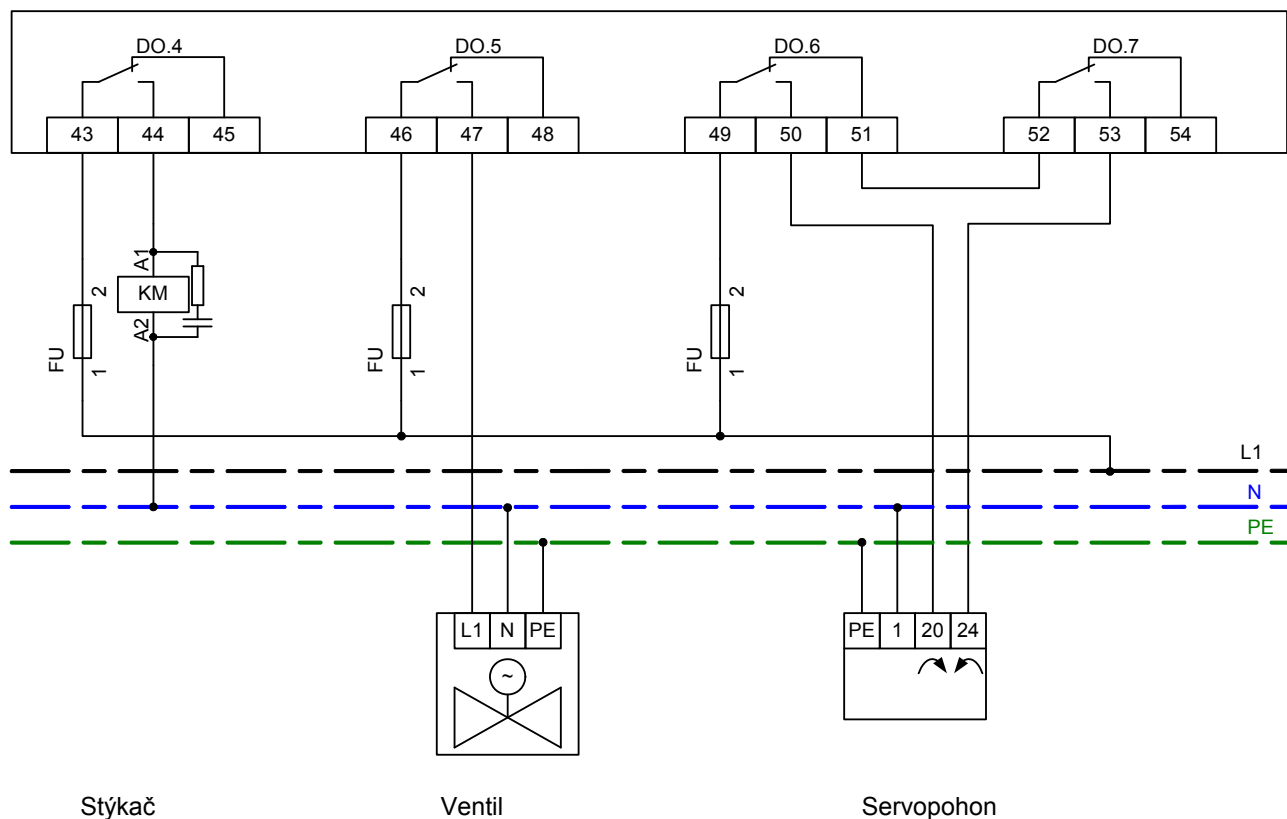 DO.4 DO.5 DO.6 DO.7
43 44 45 46 47 48 49 50 51 52 53 54
A1
KM
A2
2
FU
1
2
FU
1
2
FU
1
L1
N
PE
L1 N PE PE 1 20 24
~
Stýkač Ventil Servopohon